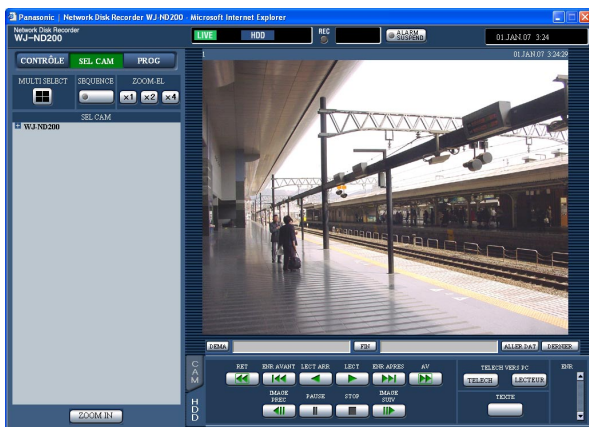 Panasonic | Network Disk Recorder WJ-ND200 - Microsoft Internet Explorer
Network Disk Recorder
WJ-ND200
LIVE HDD REC ALARM SUSPEND 01.JAN.07 3:24
CONTRÔLE SEL CAM PROG
1 01.JAN.07 3:24:29
MULTI SELECT SEQUENCE ZOOM-EL
x1 x2 x4
SEL CAM
WJ-ND200
DEMA FIN ALLER DAT DERNIER
CAM
HDD
RET ENR AVANT LECT ARR LECT ENR APRES AV
IMAGE PREC PAUSE STOP IMAGE SUIV
TELECH VERS PC
TELECH LECTEUR
TEXTE
ENR
ZOOM IN